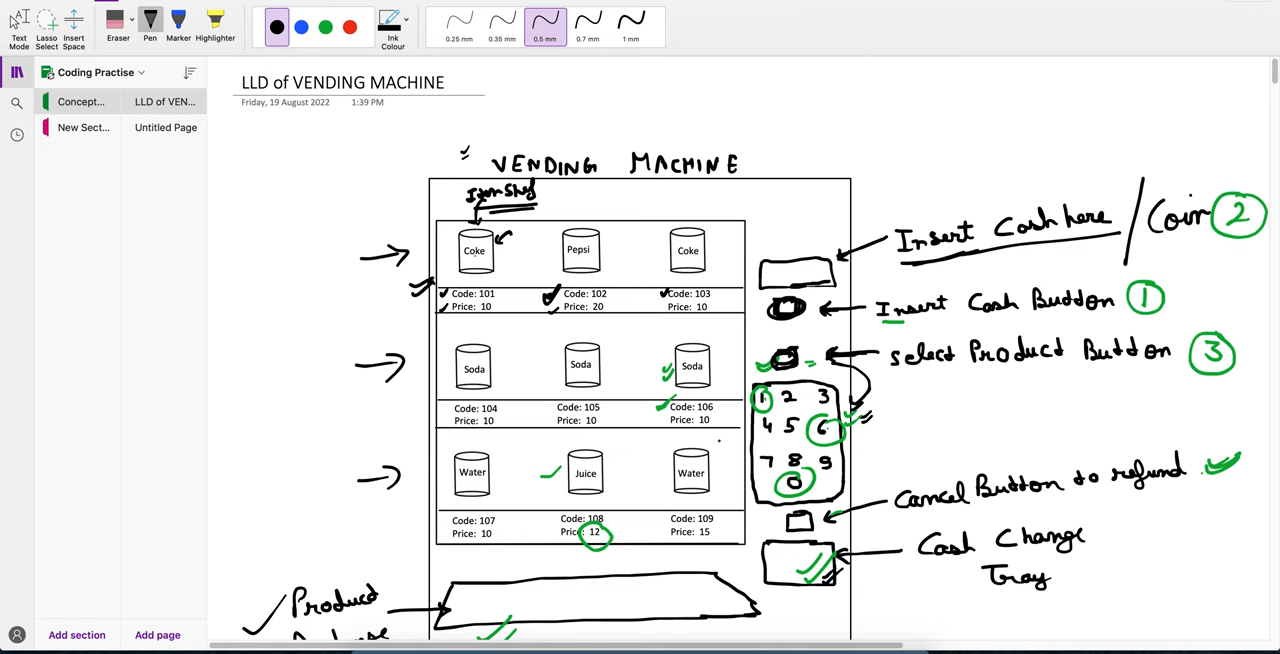 Text Mode
Lasso Select
Insert Space
Eraser
Pen
Marker
Highlighter
Ink Colour
0.25 mm
0.35 mm
0.5 mm
0.7 mm
1 mm
Coding Practise
Concept...
LLD of VEN...
New Sect...
Untitled Page
Add section
Add page
LLD of VENDING MACHINE
Friday, 19 August 2022 1:39 PM
VENDING MACHINE
Item Shelf
Coke
Pepsi
Coke
Code: 101
Price: 10
Code: 102
Price: 20
Code: 103
Price: 10
Soda
Soda
Soda
Code: 104
Price: 10
Code: 105
Price: 10
Code: 106
Price: 10
Water
Juice
Water
Code: 107
Price: 10
Code: 108
Price: 12
Code: 109
Price: 15
Insert Cash here / Coin 2
Insert Cash Button 1
Select Product Button 3
1 2 3
4 5 6
7 8 9
0
Cancel Button to refund
Cash Change
Tray
Product